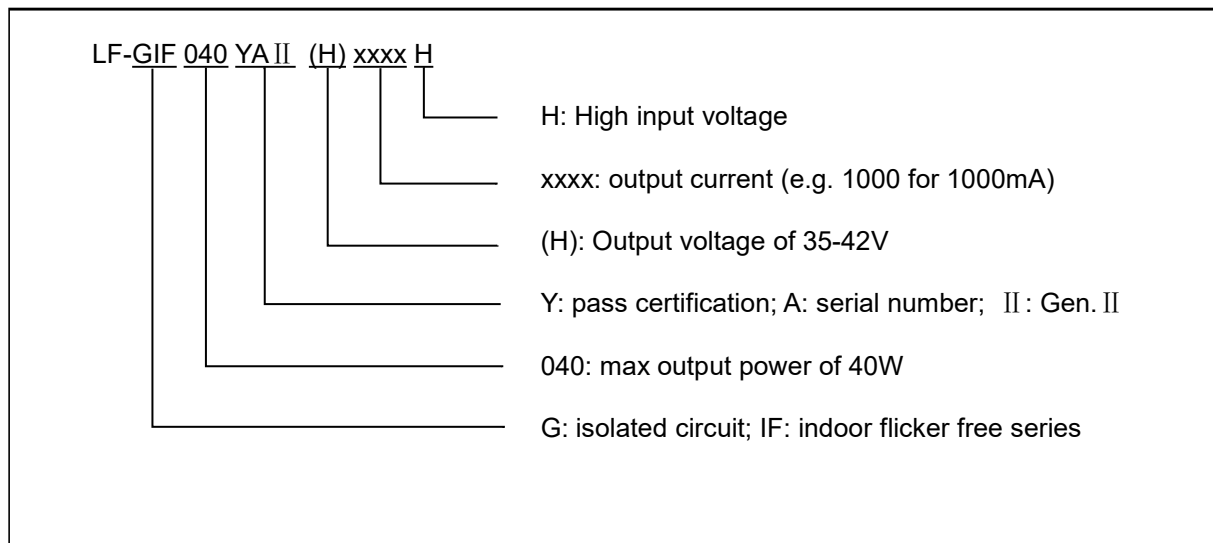 LF-GIF 040 YAⅡ (H) xxxx H
H: High input voltage
xxxx: output current (e.g. 1000 for 1000mA)
(H): Output voltage of 35-42V
Y: pass certification; A: serial number; Ⅱ: Gen.Ⅱ
040: max output power of 40W
G: isolated circuit; IF: indoor flicker free series